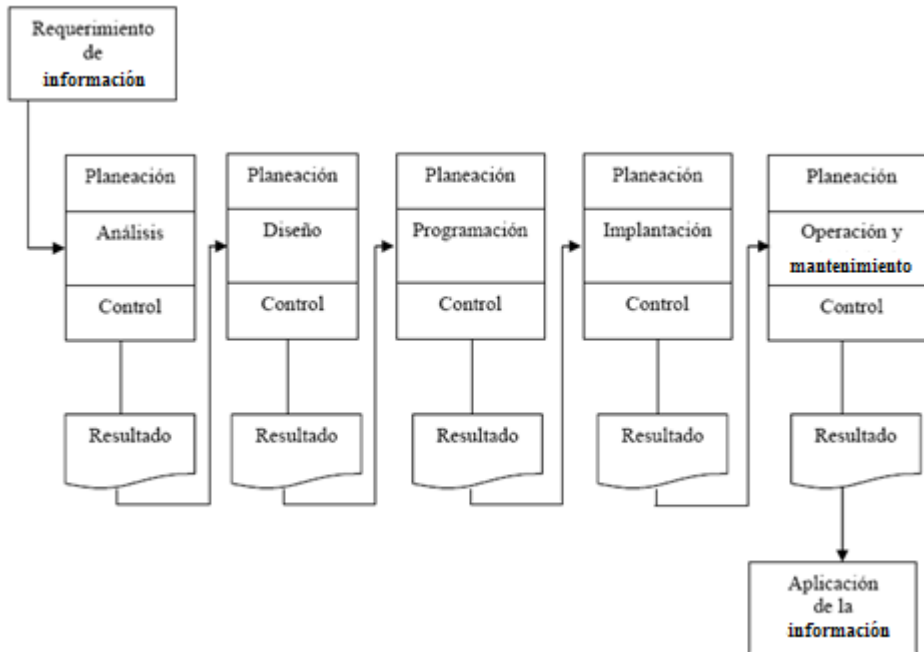 Requerimiento
de
información
Planeación
Análisis
Control
Resultado
Planeación
Diseño
Control
Resultado
Planeación
Programación
Control
Resultado
Planeación
Implantación
Control
Resultado
Planeación
Operación y
mantenimiento
Control
Resultado
Aplicación
de la
información